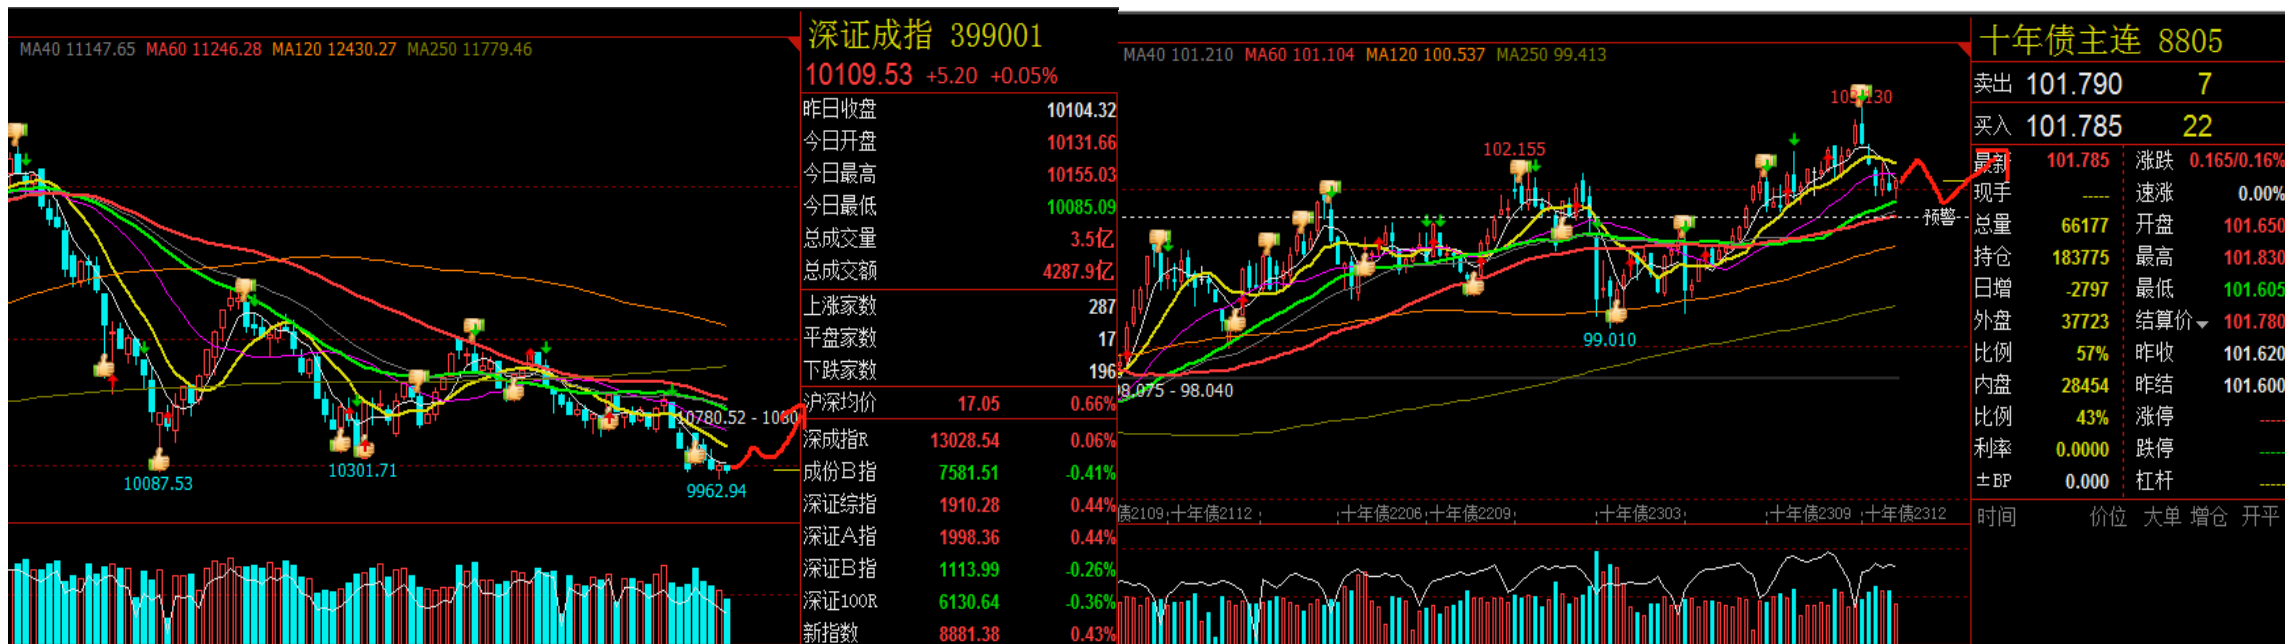 MA40 11147.65 MA60 11246.28 MA120 12430.27 MA250 11779.46
10780.52 - 10
10087.53
10301.71
9962.94
深证成指 399001
10109.53 +5.20 +0.05%
昨日收盘 10104.32
今日开盘 10131.66
今日最高 10155.03
今日最低 10085.09
总成交量 3.5亿
总成交额 4287.9亿
上涨家数 287
平盘家数 17
下跌家数 196
沪深均价 17.05 0.66%
深成指R 13028.54 0.06%
成份B指 7581.51 -0.41%
深证综指 1910.28 0.44%
深证A指 1998.36 0.44%
深证B指 1113.99 -0.26%
深证100R 6130.64 -0.36%
新指数 8881.38 0.43%
MA40 101.210 MA60 101.104 MA120 100.537 MA250 99.413
102.155
预警
99.010
98.075 - 98.040
债2109 十年债2112 十年债2206 十年债2209 十年债2303 十年债2309 十年债2312
十年债主连 8805
卖出 101.790 7
买入 101.785 22
最新 101.785 涨跌 0.165/0.16%
现手 ---- 速涨 0.00%
总量 66177 开盘 101.650
持仓 183775 最高 101.830
日增 -2797 最低 101.605
外盘 37723 结算价 101.780
比例 57% 昨收 101.620
内盘 28454 昨结 101.600
比例 43% 涨停 ----
利率 0.0000 跌停 ----
±BP 0.000 杠杆 ----
时间 价位 大单 增仓 开平